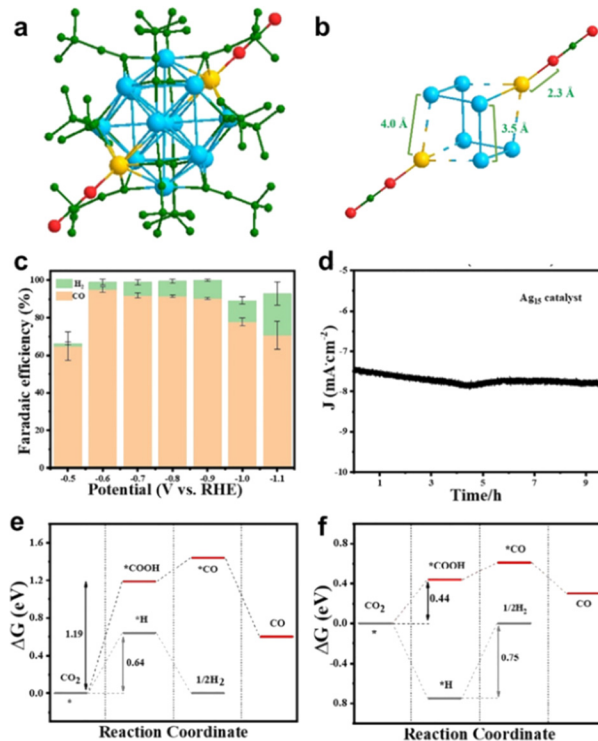 a
b
2.3 Å
4.0 Å
3.5 Å
c
H2
CO
Faradaic efficiency (%)
100
80
60
40
20
0
-0.5 -0.6 -0.7 -0.8 -0.9 -1.0 -1.1
Potential (V vs. RHE)
d
Ag15 catalyst
J (mA·cm-2)
-5
-6
-7
-8
-9
-10
1 3 5 7 9
Time/h
e
ΔG (eV)
1.8
1.2
0.6
0.0
*COOH
*CO
*H
1.19
0.64
CO
CO2
*
1/2H2
Reaction Coordinate
f
ΔG (eV)
0.8
0.4
0.0
0.4
0.8
*COOH
*CO
CO2
*
0.44
1/2H2
CO
0.75
*H
Reaction Coordinate